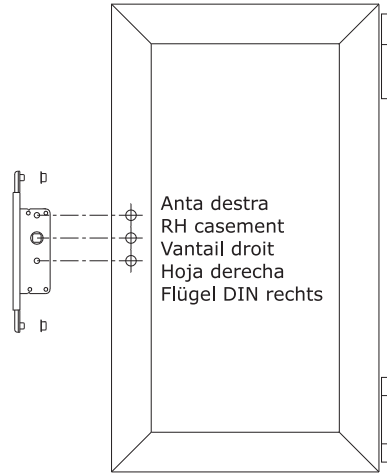 Anta destra
RH casement
Vantail droit
Hoja derecha
Flügel DIN rechts